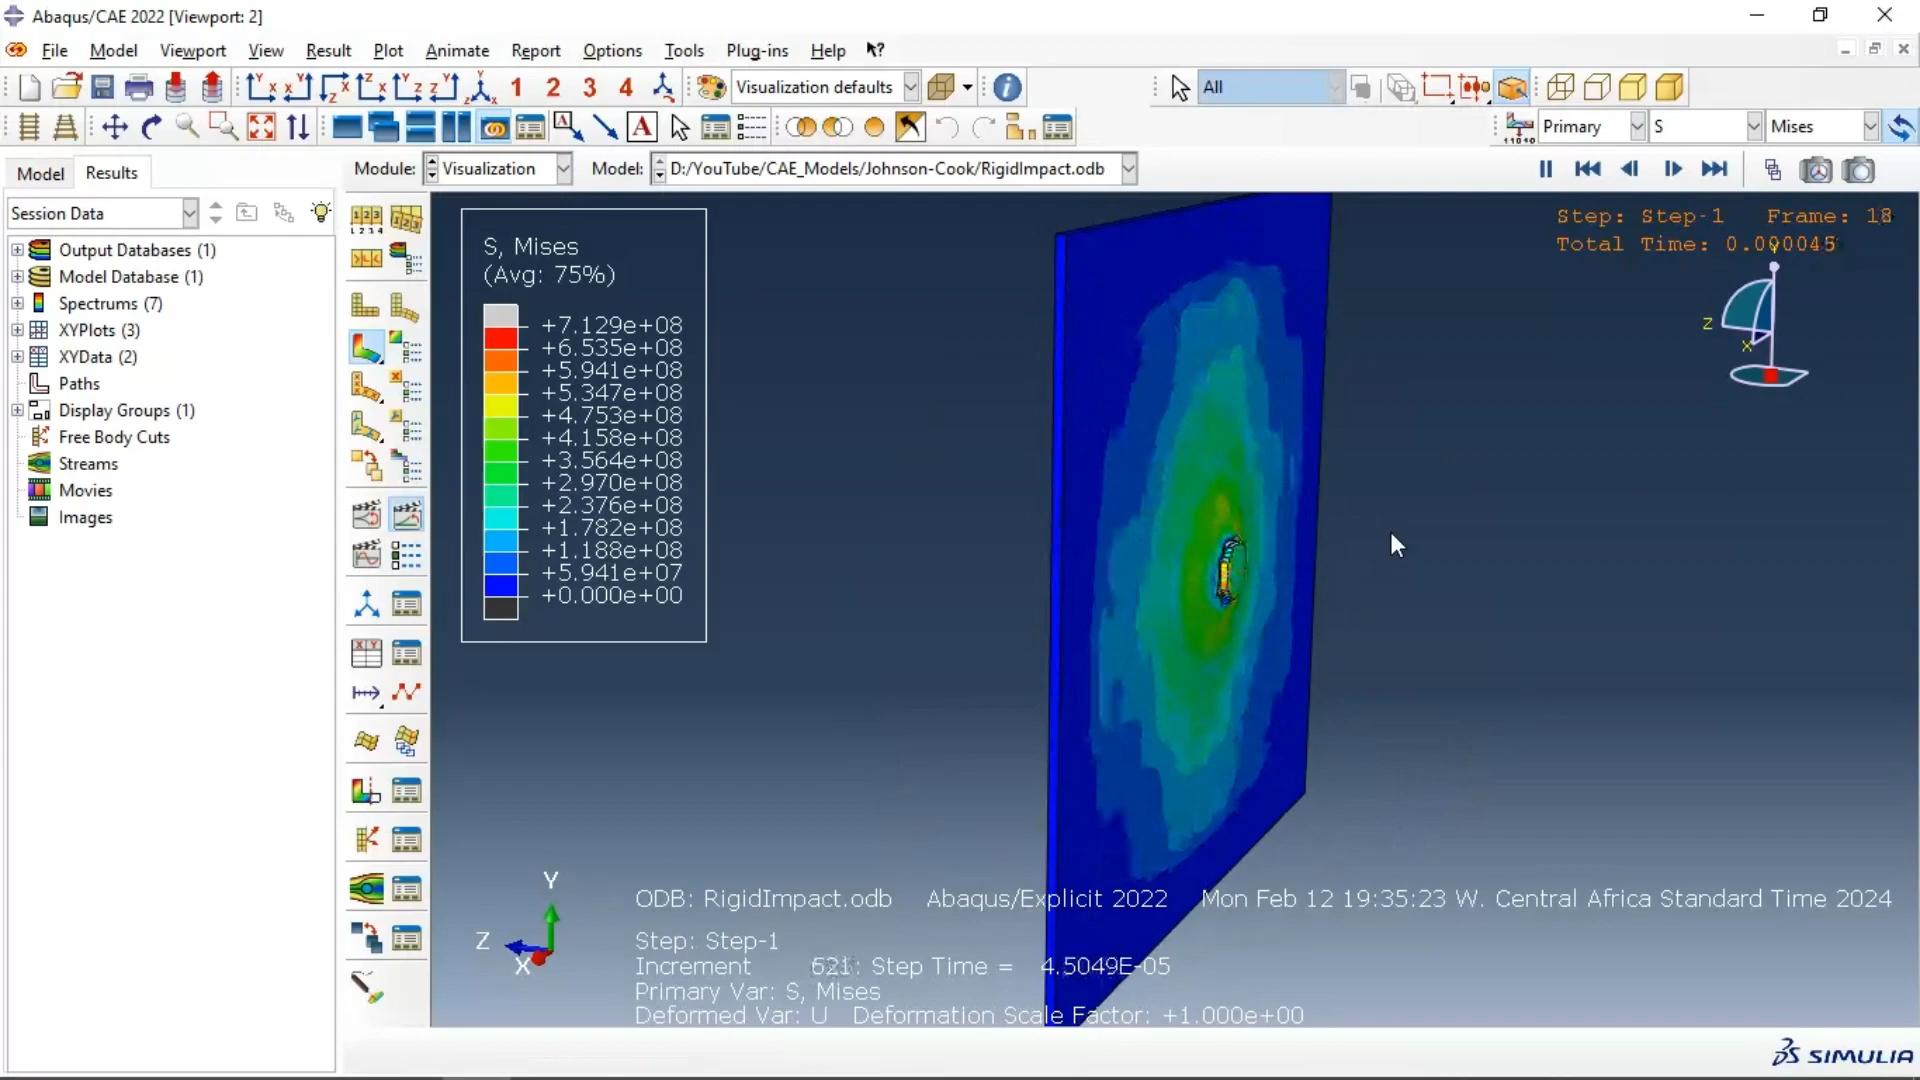 Abaqus/CAE 2022 [Viewport: 2]
File Model Viewport View Result Plot Animate Report Options Tools Plug-ins Help
1 2 3 4 Visualization defaults All
Primary S Mises
Model Results Module: Visualization Model: D:/YouTube/CAE_Models/Johnson-Cook/RigidImpact.odb
Session Data
Output Databases (1)
Model Database (1)
Spectrums (7)
XYPlots (3)
XYData (2)
Paths
Display Groups (1)
Free Body Cuts
Streams
Movies
Images
S, Mises
(Avg: 75%)
+7.129e+08
+6.535e+08
+5.941e+08
+5.347e+08
+4.753e+08
+4.158e+08
+3.564e+08
+2.970e+08
+2.376e+08
+1.782e+08
+1.188e+08
+5.941e+07
+0.000e+00
Step: Step-1 Frame: 18
Total Time: 0.000045
Y
Z
X
Y
Z
X
ODB: RigidImpact.odb Abaqus/Explicit 2022 Mon Feb 12 19:35:23 W. Central Africa Standard Time 2024
Step: Step-1
Increment 621: Step Time = 4.5049E-05
Primary Var: S, Mises
Deformed Var: U Deformation Scale Factor: +1.000e+00
SIMULIA